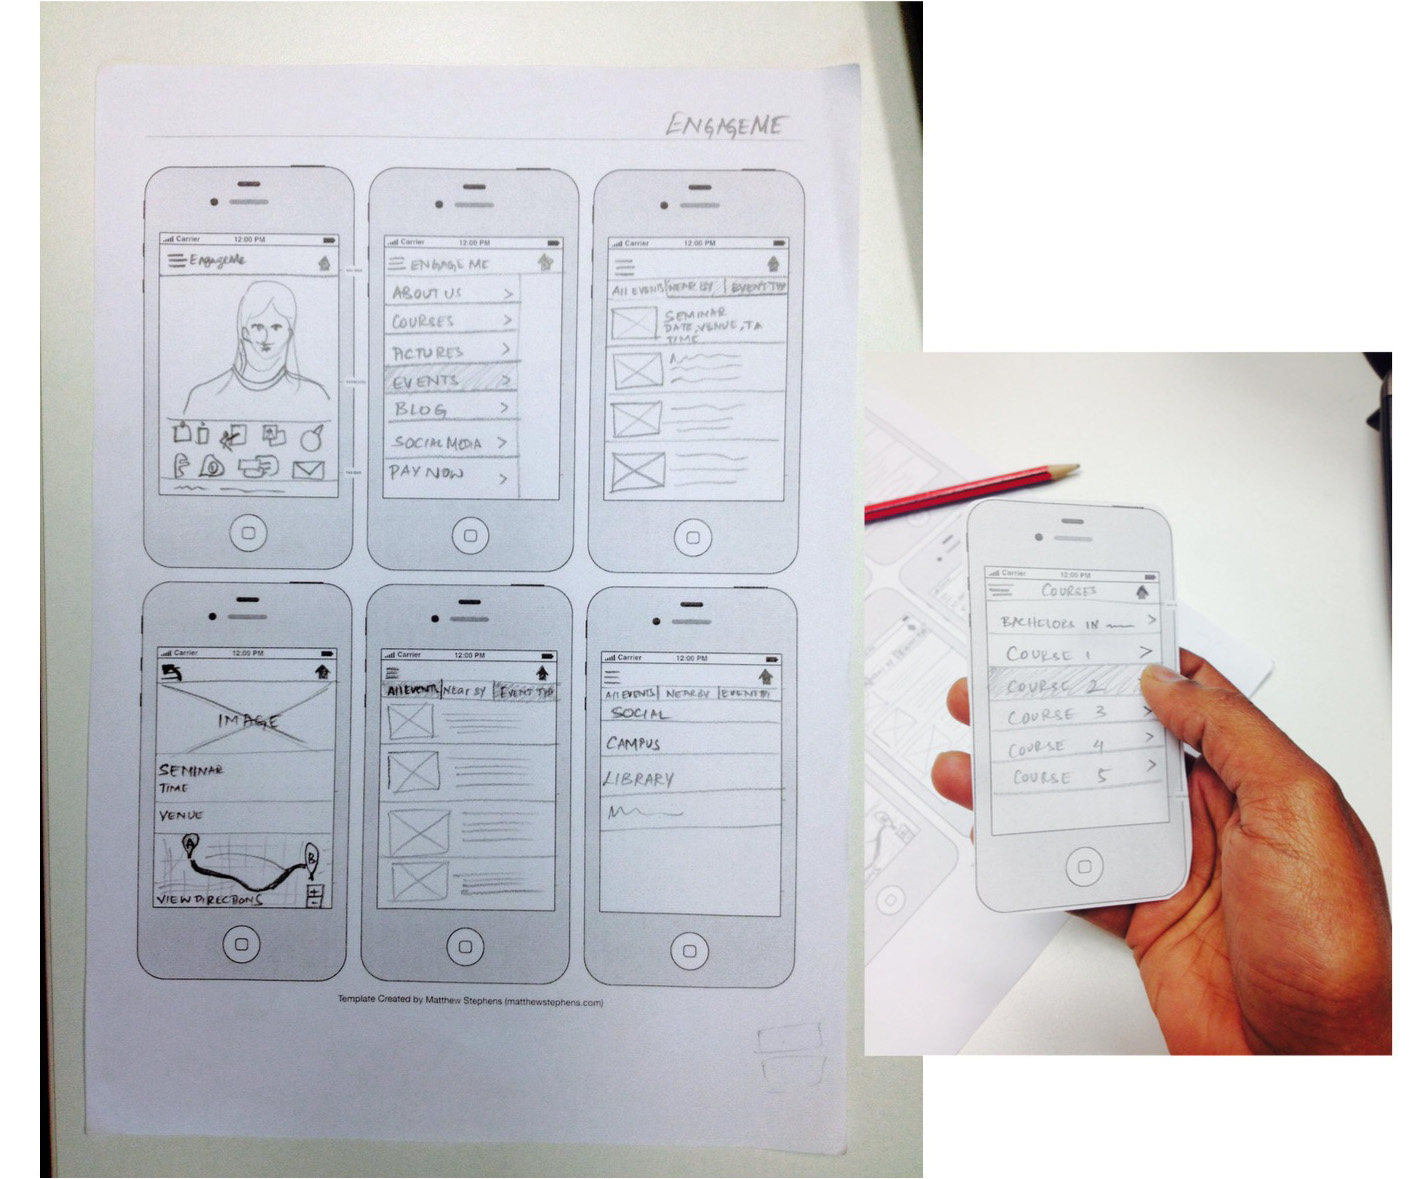 ENGAGEME
Carrier 12:00 PM
EngageMe
Carrier 12:00 PM
ENGAGE ME
ABOUT US >
COURSES >
PICTURES >
EVENTS >
BLOG >
SOCIAL MEDIA >
PAY NOW >
Carrier 12:00 PM
All EVENTS NEAR BY EVENT TYP
SEMINAR
DATE, VENUE, TA
TIME
Carrier 12:00 PM
IMAGE
SEMINAR
TIME
VENUE
A
B
+
-
VIEW DIRECTIONS
Carrier 12:00 PM
All EVENTS NEAR BY EVENT TYP
Carrier 12:00 PM
All EVENTS NEARBY EVENT TY
SOCIAL
CAMPUS
LIBRARY
Template Created by Matthew Stephens (matthewstephens.com)
Carrier 12:00 PM
COURSES
BACHELORS IN >
COURSE 1 >
COURSE 2
COURSE 3 >
COURSE 4 >
COURSE 5 >